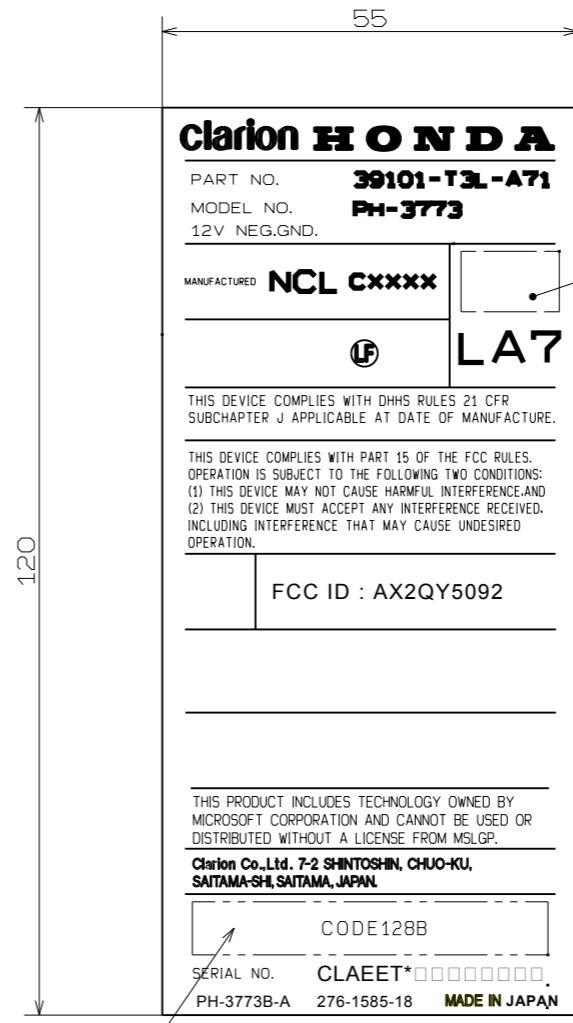 55
120
clarion HONDA
PART NO. 39101-T3L-A71
MODEL NO. PH-3773
12V NEG.GND.
MANUFACTURED NCL CXXXX
LF LA7
THIS DEVICE COMPLIES WITH DHHS RULES 21 CFR
SUBCHAPTER J APPLICABLE AT DATE OF MANUFACTURE.
THIS DEVICE COMPLIES WITH PART 15 OF THE FCC RULES.
OPERATION IS SUBJECT TO THE FOLLOWING TWO CONDITIONS:
(1) THIS DEVICE MAY NOT CAUSE HARMFUL INTERFERENCE,AND
(2) THIS DEVICE MUST ACCEPT ANY INTERFERENCE RECEIVED,
INCLUDING INTERFERENCE THAT MAY CAUSE UNDESIRED
OPERATION.
FCC ID : AX2QY5092
THIS PRODUCT INCLUDES TECHNOLOGY OWNED BY
MICROSOFT CORPORATION AND CANNOT BE USED OR
DISTRIBUTED WITHOUT A LICENSE FROM MSLGP.
Clarion Co.,Ltd. 7-2 SHINTOSHIN, CHUO-KU,
SAITAMA-SHI, SAITAMA, JAPAN.
CODE128B
SERIAL NO. CLAEET*□□□□□□□□.
PH-3773B-A 276-1585-18 MADE IN JAPAN